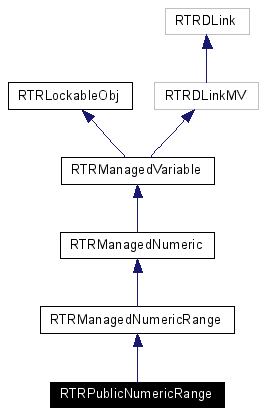 RTRDLink
RTRLockableObj
RTRDLinkMV
RTRManagedVariable
RTRManagedNumeric
RTRManagedNumericRange
RTRPublicNumericRange